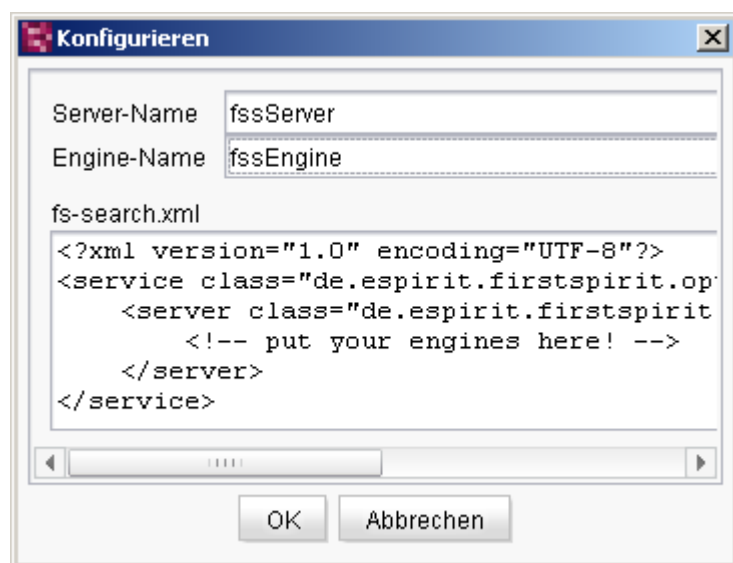 Konfigurieren
Server-Name fssServer
Engine-Name fssEngine
fs-search.xml
<?xml version="1.0" encoding="UTF-8"?>
<service class="de.espirit.firstspirit.op
<server class="de.espirit.firstspirit
<!-- put your engines here! -->
</server>
</service>
OK Abbrechen